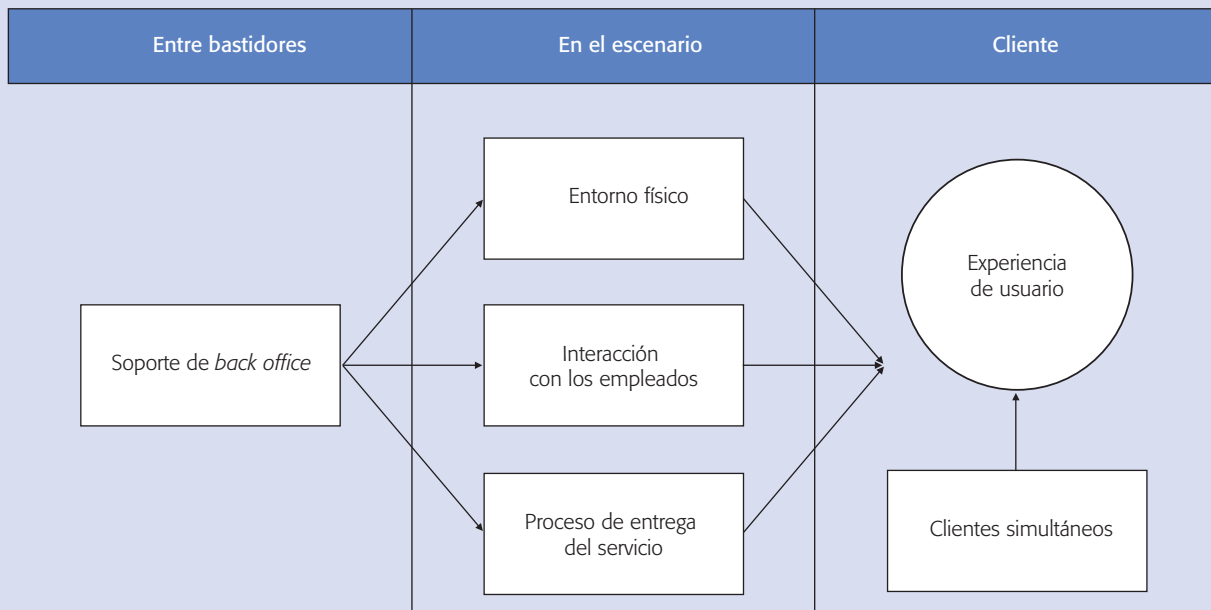 Entre bastidores
En el escenario
Cliente
Soporte de back office
Entorno físico
Interacción
con los empleados
Proceso de entrega
del servicio
Experiencia
de usuario
Clientes simultáneos